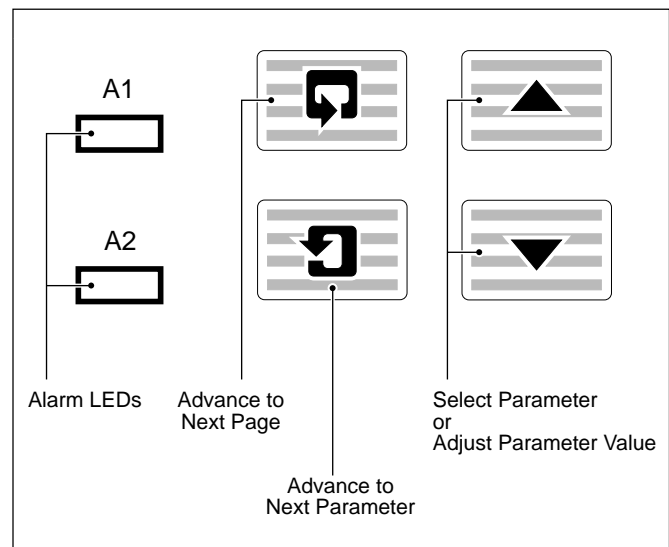 A1
A2
Alarm LEDs
Advance to
Next Page
Select Parameter
or
Adjust Parameter Value
Advance to
Next Parameter